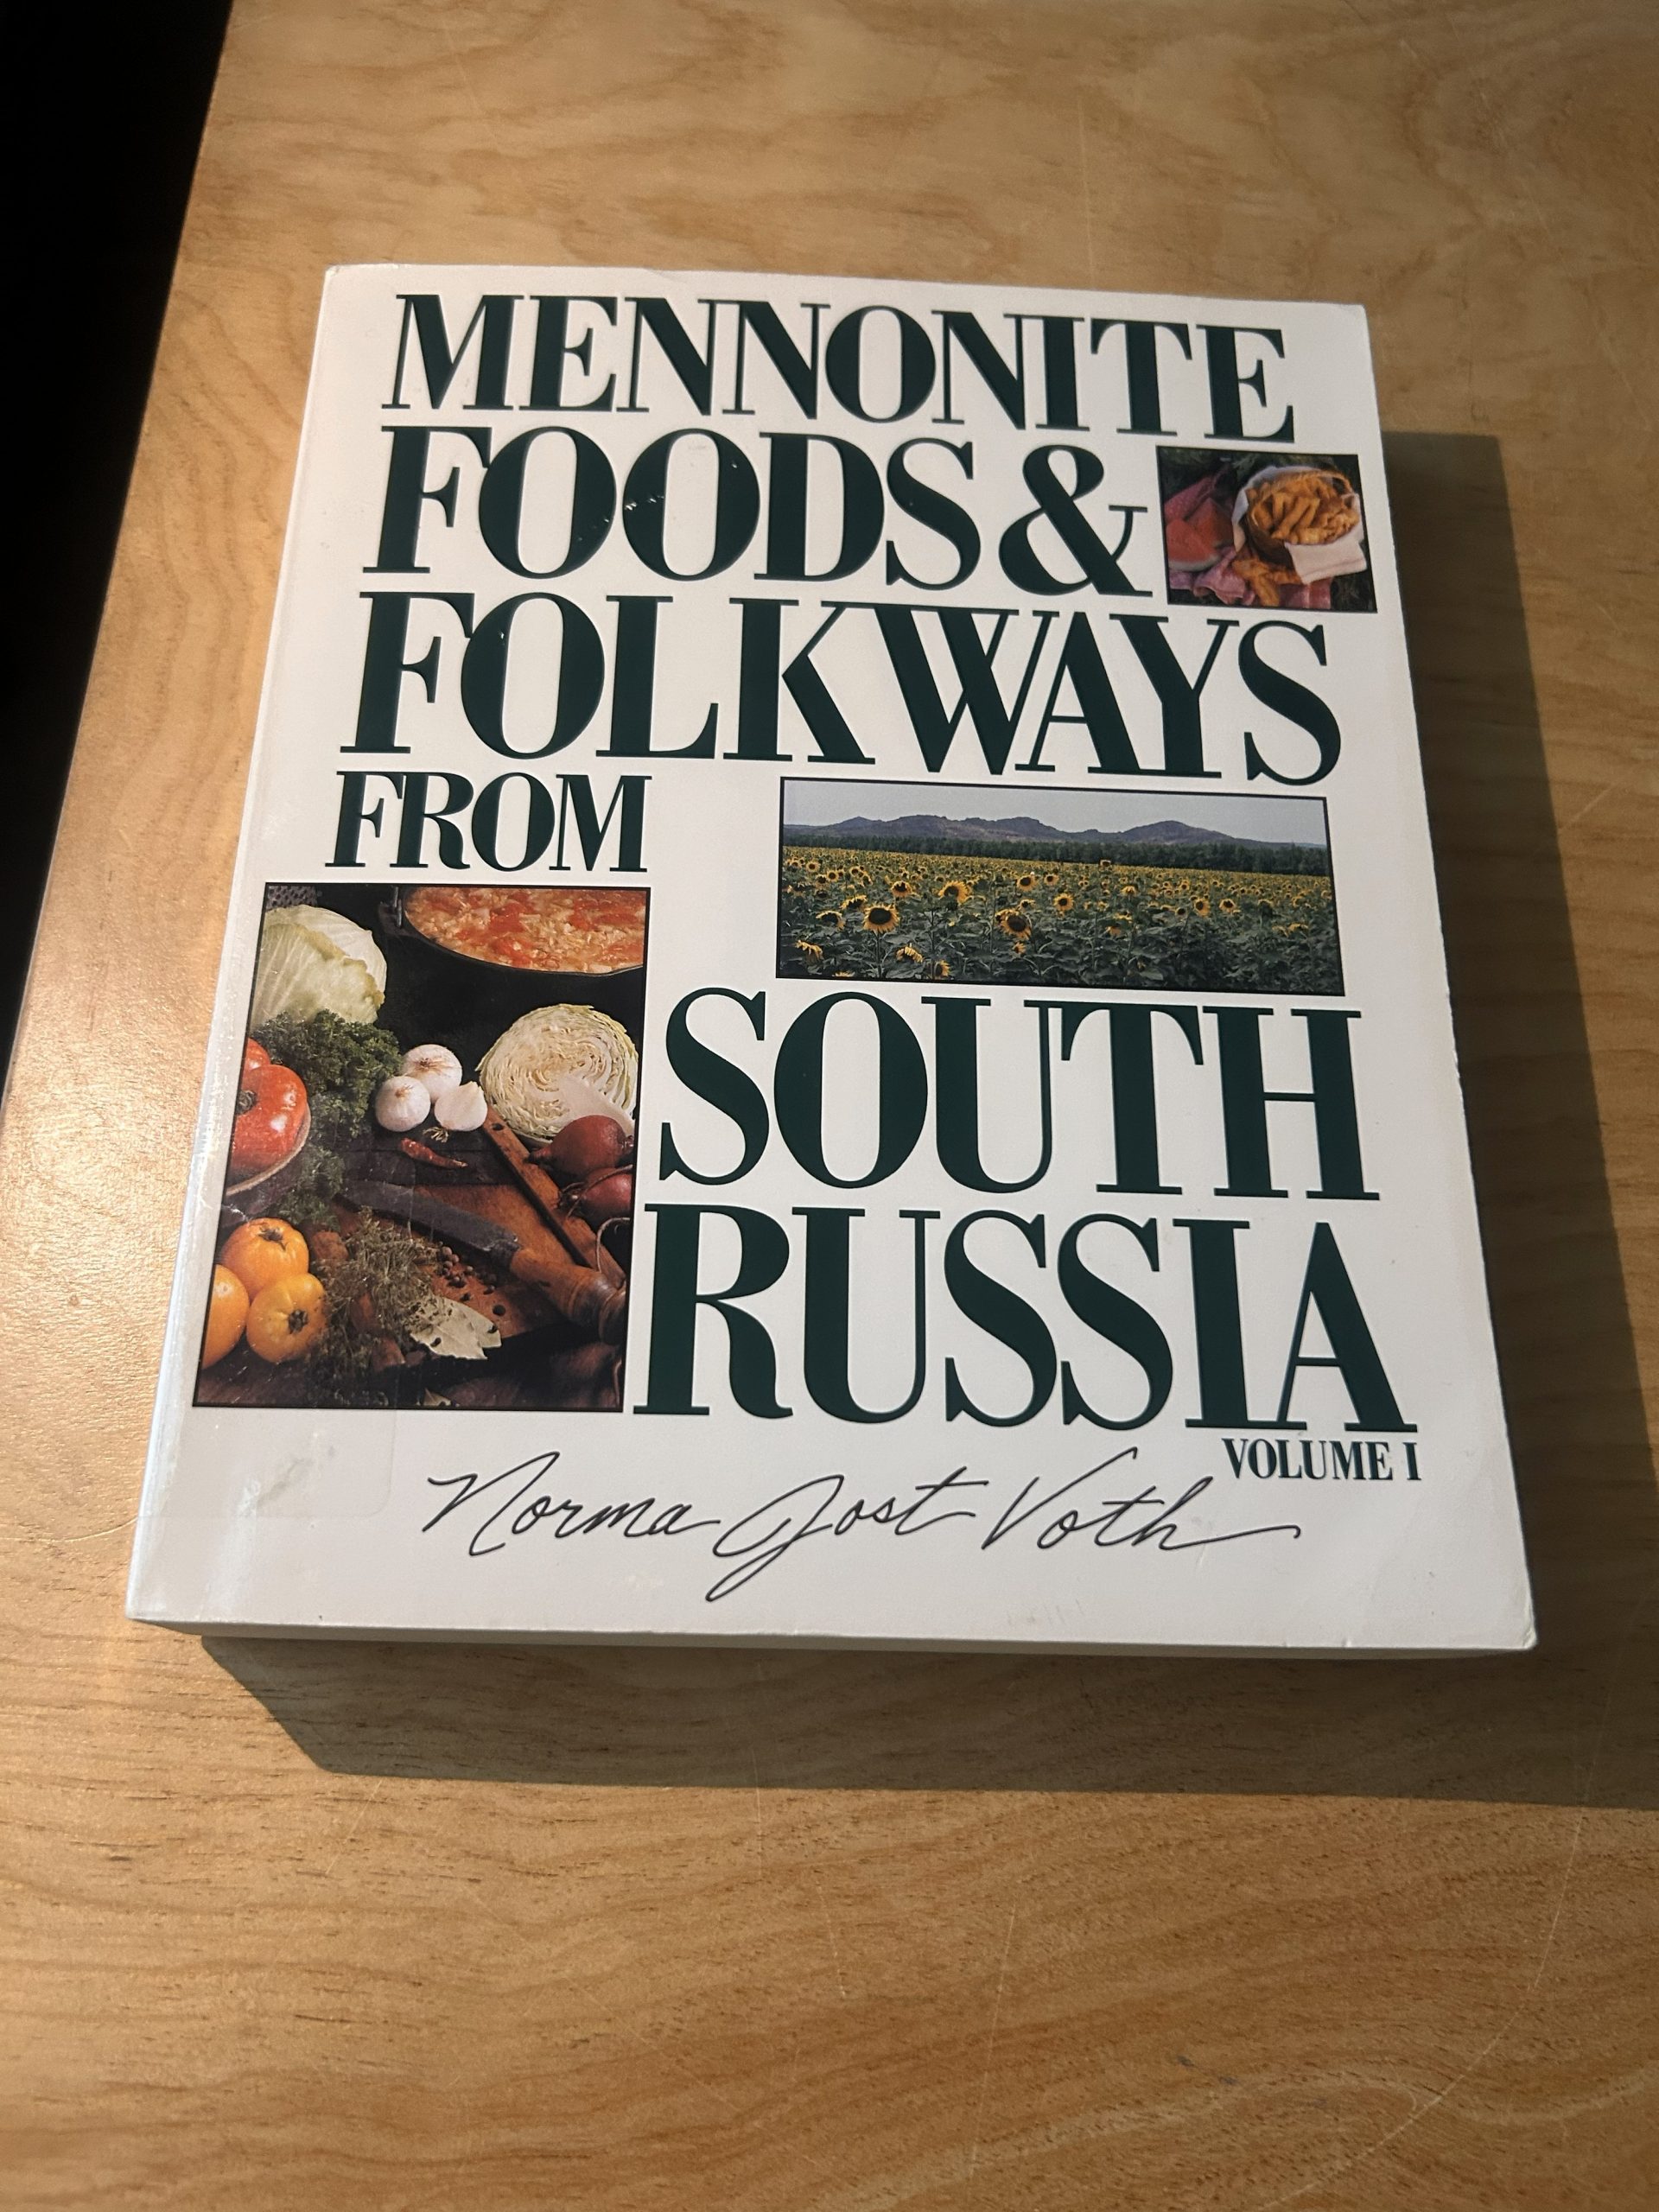 MENNONITE
FOODS &
FOLKWAYS
FROM
SOUTH
RUSSIA
VOLUME I
Norma Jost Voth